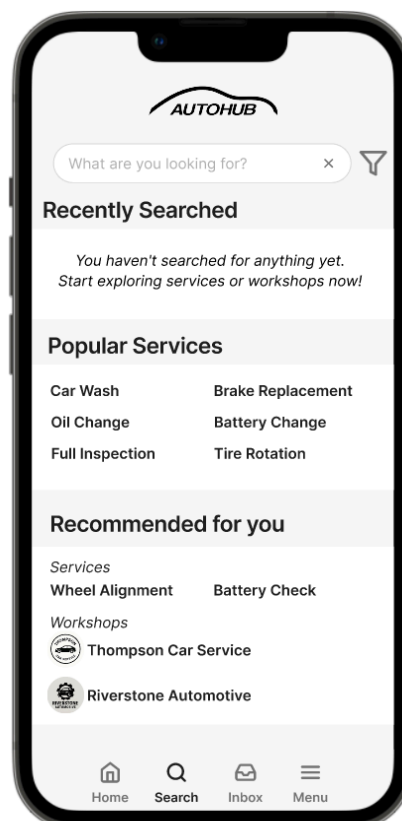 AUTOHUB
What are you looking for?
Recently Searched
You haven't searched for anything yet.
Start exploring services or workshops now!
Popular Services
Car Wash
Brake Replacement
Oil Change
Battery Change
Full Inspection
Tire Rotation
Recommended for you
Services
Wheel Alignment
Battery Check
Workshops
THOMPSON
Thompson Car Service
RIVERSTONE
Riverstone Automotive
Home
Search
Inbox
Menu